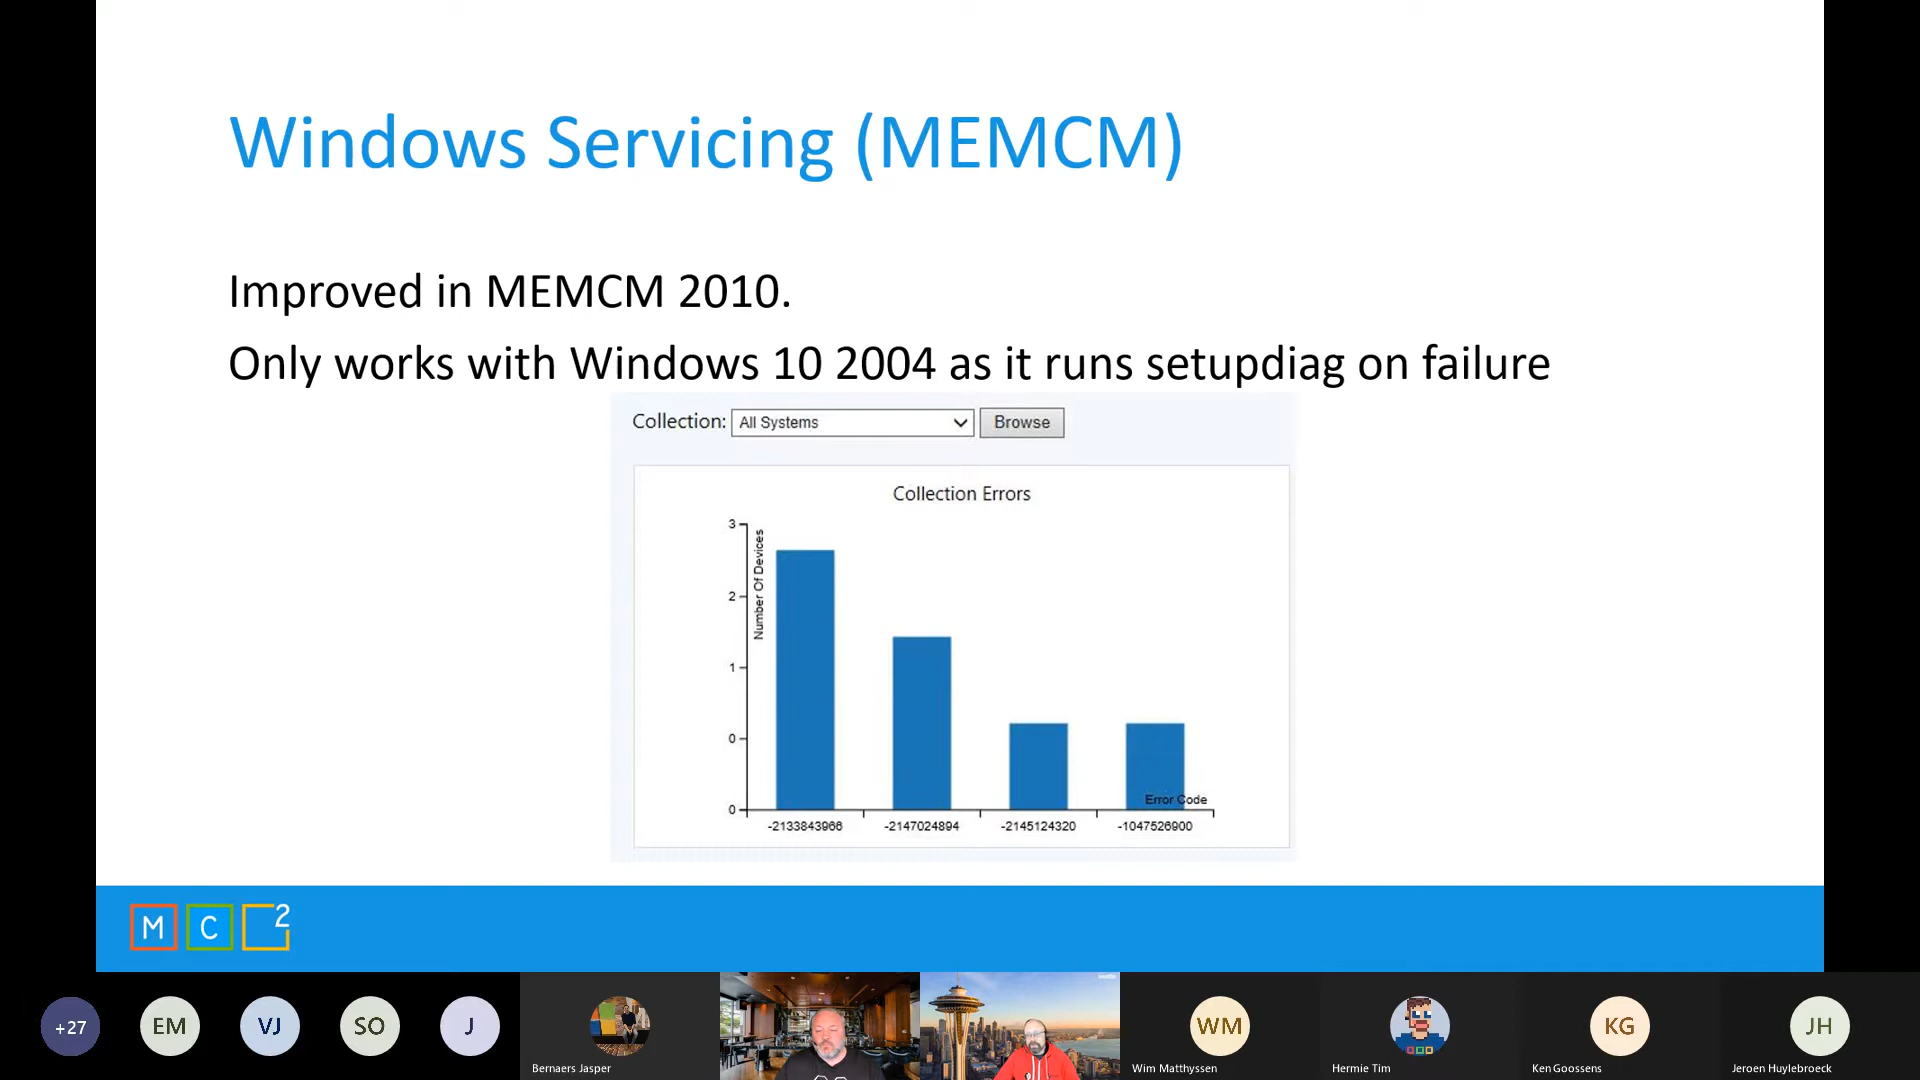 Windows Servicing (MEMCM)
Improved in MEMCM 2010.
Only works with Windows 10 2004 as it runs setupdiag on failure
Collection: All Systems Browse
Collection Errors
Number Of Devices
3
2
1
0
0
Error Code
-2133843966 -2147024894 -2145124320 -1047526900
M C 2
+27 EM VJ SO J WM KG JH
Bernaers Jasper Wim Matthyssen Hermie Tim Ken Goossens Jeroen Huylebroeck